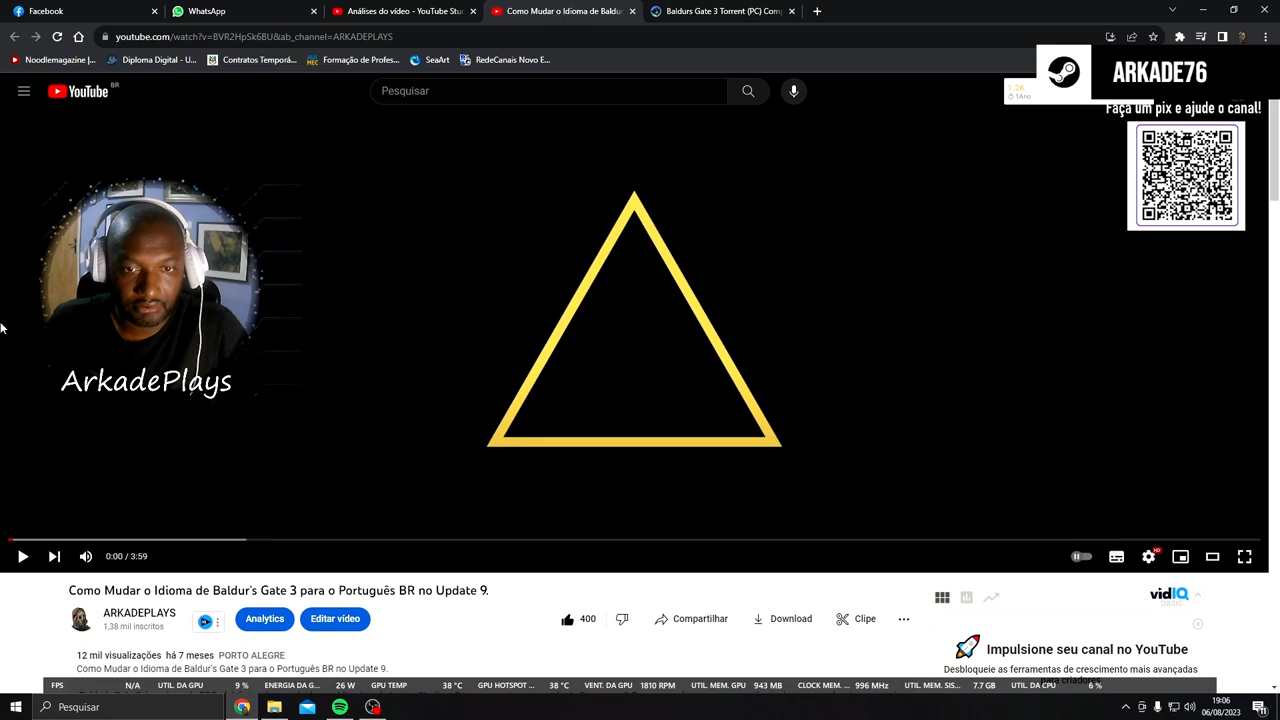 Facebook
WhatsApp
Análises do vídeo - YouTube Stu
Como Mudar o Idioma de Baldur'
Baldurs Gate 3 Torrent (PC) Com
youtube.com/watch?v=BVR2HpSk6BU&ab_channel=ARKADEPLAYS
Noodlemagazine |...
Diploma Digital - U...
Contratos Temporá...
Formação de Profes...
SeaArt
RedeCanais Novo E...
ARKADE76
YouTube BR
Pesquisar
1.2K
1Ano
Faça um pix e ajude o canal!
ArkadePlays
0:00 / 3:59
HD
Como Mudar o Idioma de Baldur's Gate 3 para o Português BR no Update 9.
ARKADEPLAYS
1,38 mil inscritos
Analytics
Editar vídeo
400
Compartilhar
Download
Clipe
vidIQ
BASIC
Impulsione seu canal no YouTube
Desbloqueie as ferramentas de crescimento mais avançadas
para criadores.
12 mil visualizações há 7 meses PORTO ALEGRE
Como Mudar o Idioma de Baldur's Gate 3 para o Português BR no Update 9.
FPS N/A UTIL. DA GPU 9 % ENERGIA DA G... 26 W GPU TEMP 38 °C GPU HOTSPOT ... 38 °C VENT. DA GPU 1810 RPM UTIL. MEM. GPU 943 MB CLOCK MEM. ... 996 MHz UTIL. MEM. SIS... 7.7 GB UTIL. DA CPU 6 %
Pesquisar
19:06
06/08/2023